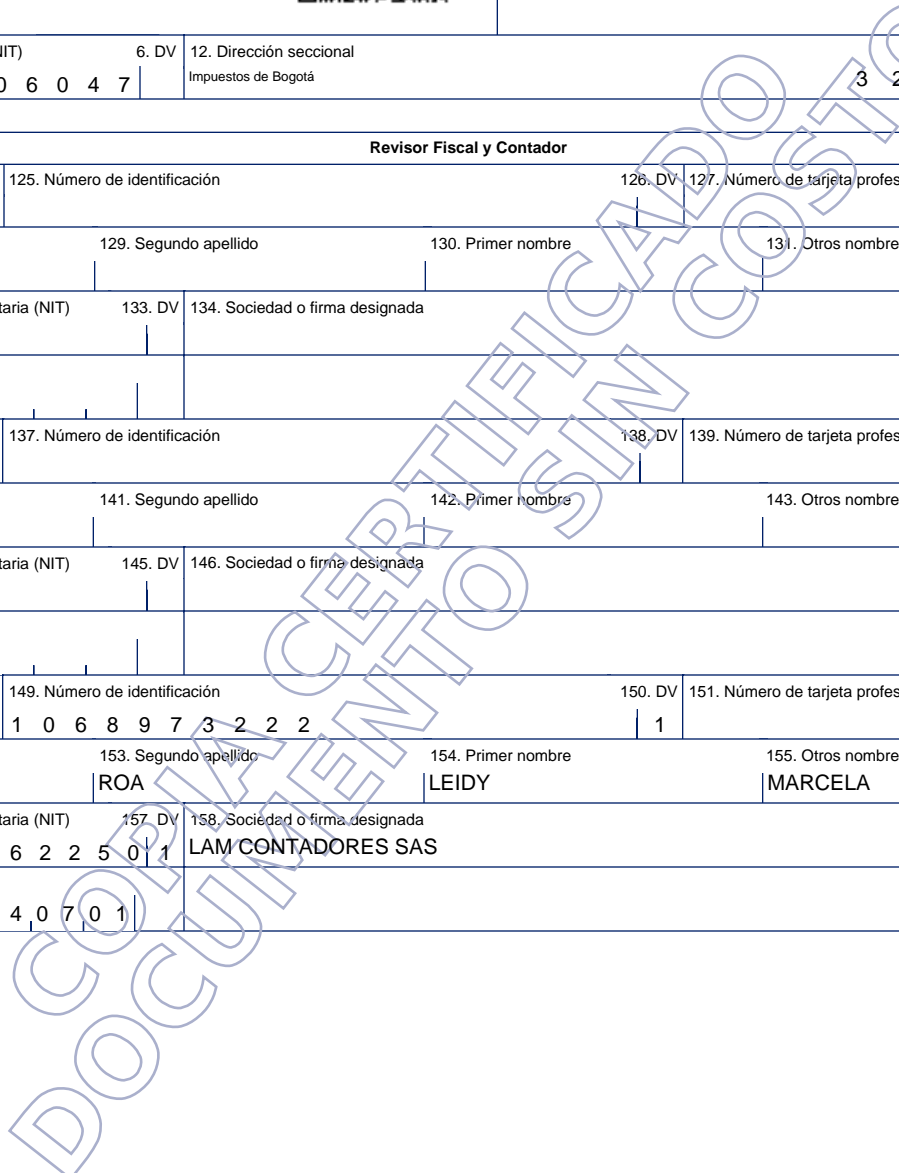 NIT) 6. DV 12. Dirección seccional
0 6 0 4 7 Impuestos de Bogotá 3 2
Revisor Fiscal y Contador
125. Número de identificación 126. DV 127. Número de tarjeta profes
129. Segundo apellido 130. Primer nombre 131. Otros nombre
taria (NIT) 133. DV 134. Sociedad o firma designada
137. Número de identificación 138. DV 139. Número de tarjeta profes
141. Segundo apellido 142. Primer nombre 143. Otros nombre
taria (NIT) 145. DV 146. Sociedad o firma designada
149. Número de identificación 150. DV 151. Número de tarjeta profes
1 0 6 8 9 7 3 2 2 2 1
153. Segundo apellido 154. Primer nombre 155. Otros nombre
ROA LEIDY MARCELA
taria (NIT) 157. DV 158. Sociedad o firma designada
6 2 2 5 0 1 LAM CONTADORES SAS
4 0 7 0 1
COPIA CERTIFICADO
DOCUMENTO SIN COSTO